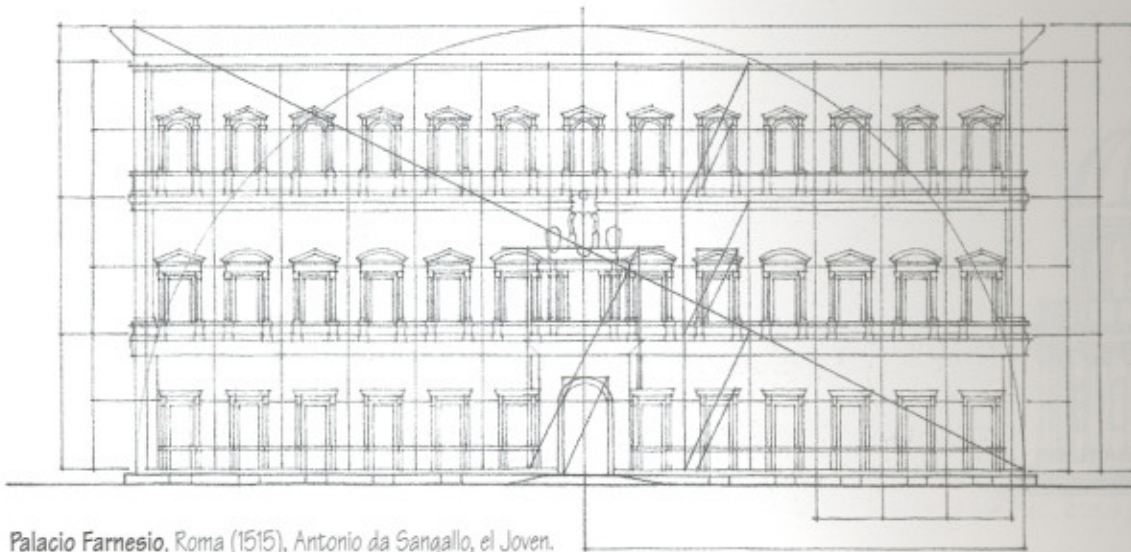 Palacio Farnesio, Roma (1515), Antonio da Sangallo, el Joven.